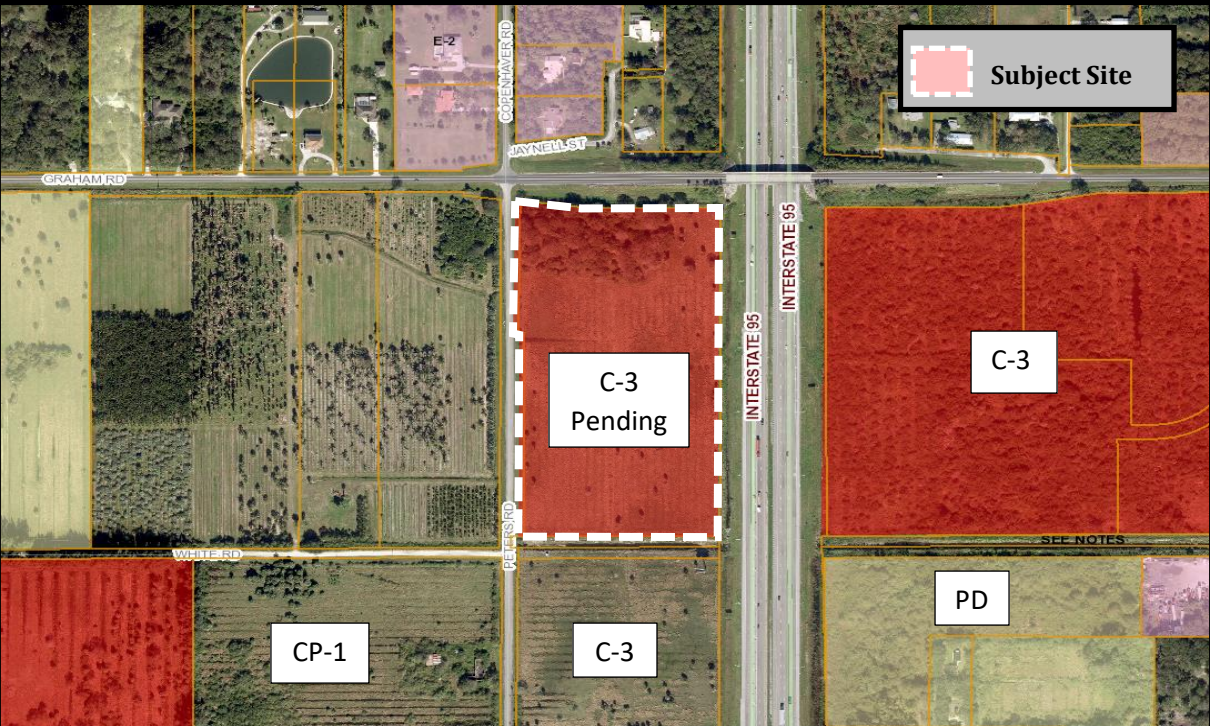 E-2
COPENHAVER RD
Subject Site
JAYNELL ST
GRAHAM RD
INTERSTATE 95
INTERSTATE 95
C-3
Pending
C-3
PETERS RD
WHITE RD
SEE NOTES
CP-1
C-3
PD